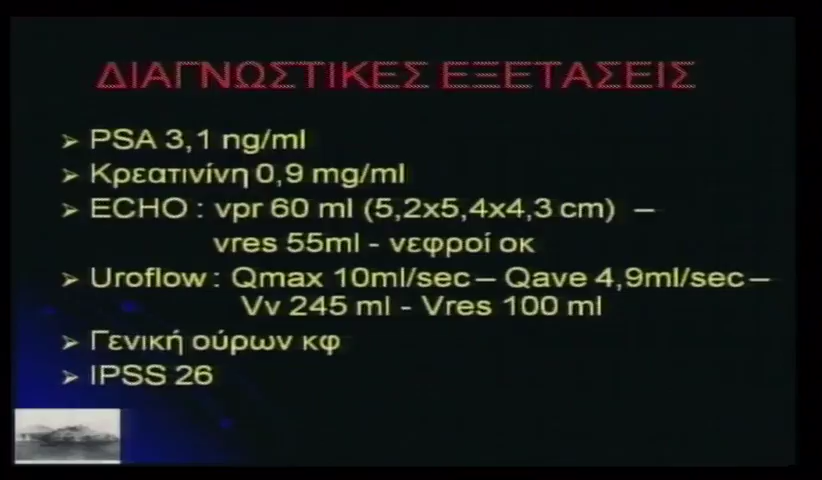 ΔΙΑΓΝΩΣΤΙΚΕΣ ΕΞΕΤΑΣΕΙΣ
➢ PSA 3,1 ng/ml
➢ Κρεατινίνη 0,9 mg/ml
➢ ECHO : vpr 60 ml (5,2x5,4x4,3 cm) –
vres 55ml - νεφροί οκ
➢ Uroflow : Qmax 10ml/sec – Qave 4,9ml/sec –
Vv 245 ml - Vres 100 ml
➢ Γενική ούρων κφ
➢ IPSS 26